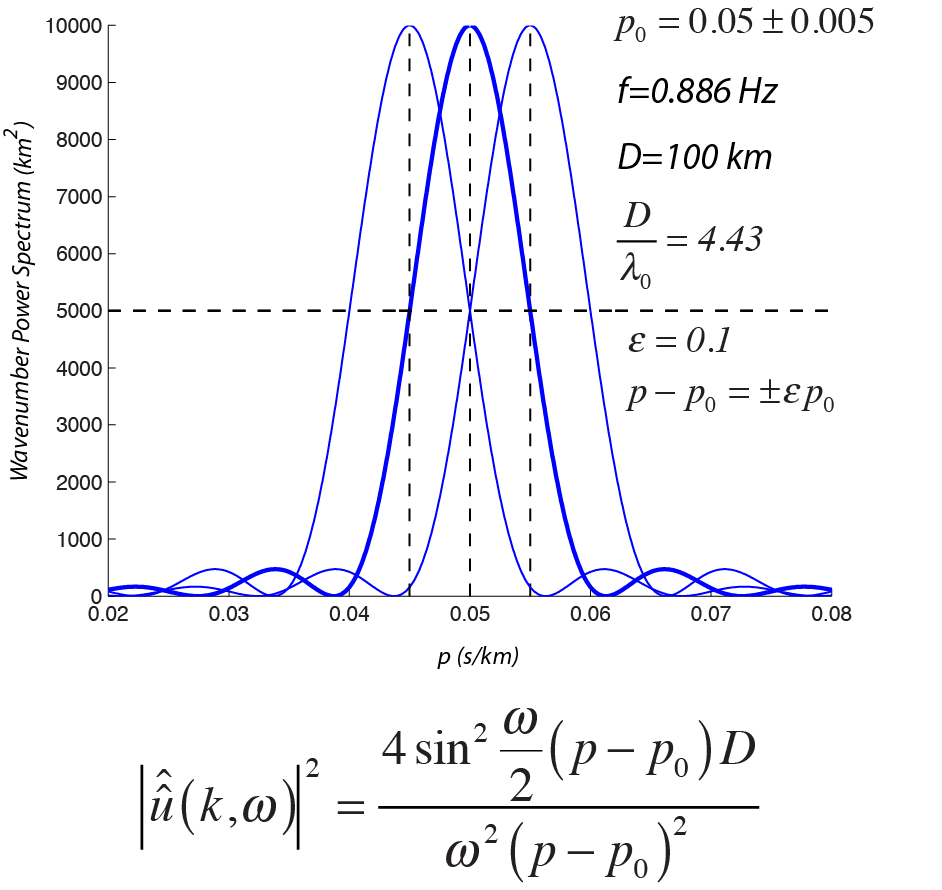 p₀ = 0.05 ± 0.005
f=0.886 Hz
D=100 km
D/λ₀ = 4.43
ε = 0.1
p − p₀ = ±εp₀
Wavenumber Power Spectrum (km²)
10000
9000
8000
7000
6000
5000
4000
3000
2000
1000
0
0.02 0.03 0.04 0.05 0.06 0.07 0.08
p (s/km)
|û̂(k,ω)|² = 4 sin² ω/2 (p − p₀)D / ω²(p − p₀)²